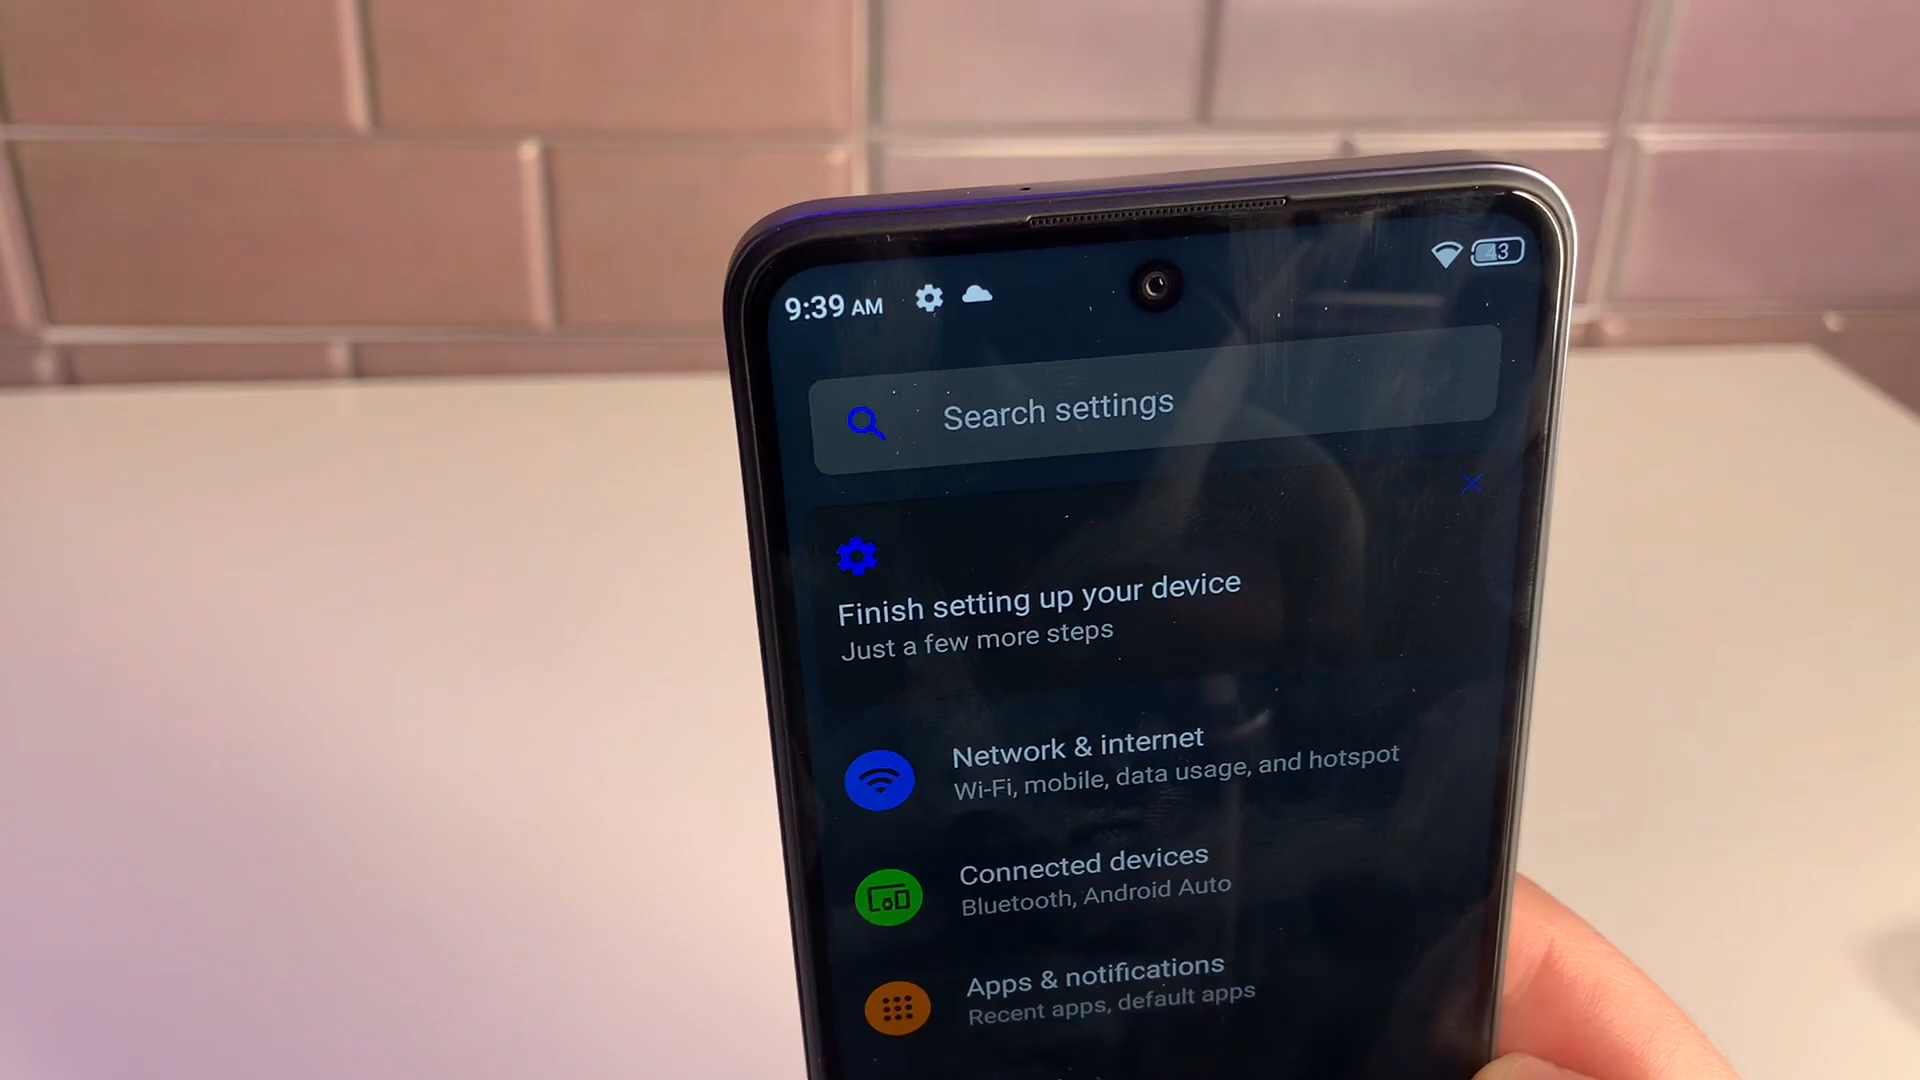 9:39 AM
43
Search settings
Finish setting up your device
Just a few more steps
Network & internet
Wi-Fi, mobile, data usage, and hotspot
Connected devices
Bluetooth, Android Auto
Apps & notifications
Recent apps, default apps